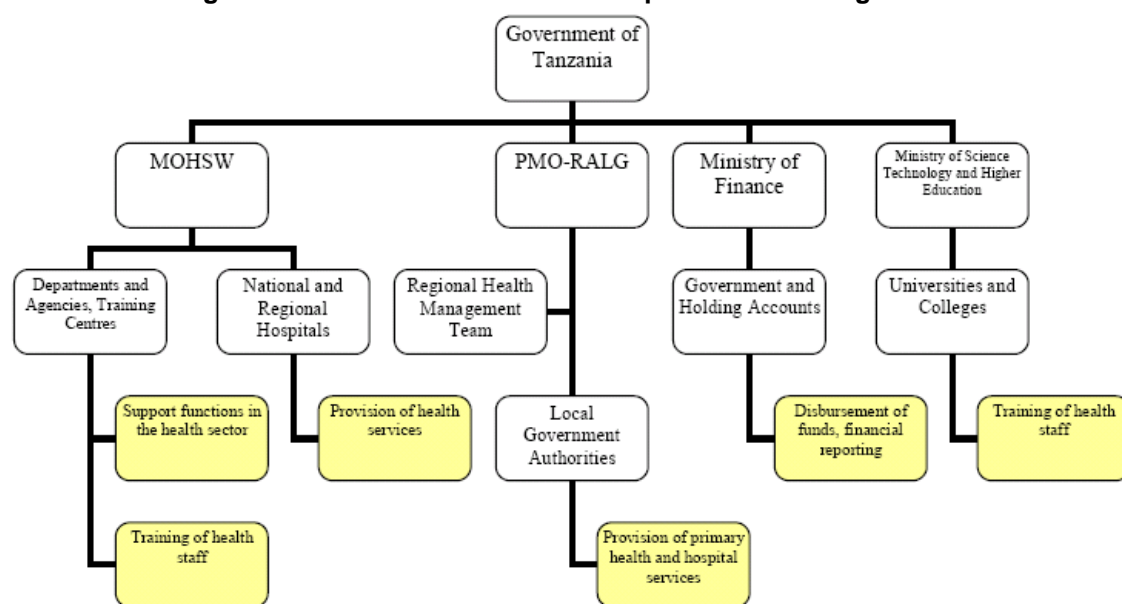 Government of
Tanzania
MOHSW
PMO-RALG
Ministry of
Finance
Ministry of Science
Technology and Higher
Education
Departments and
Agencies, Training
Centres
National and
Regional
Hospitals
Regional Health
Management
Team
Government and
Holding Accounts
Universities and
Colleges
Support functions in
the health sector
Provision of health
services
Local
Government
Authorities
Disbursement of
funds, financial
reporting
Training of health
staff
Training of health
staff
Provision of primary
health and hospital
services